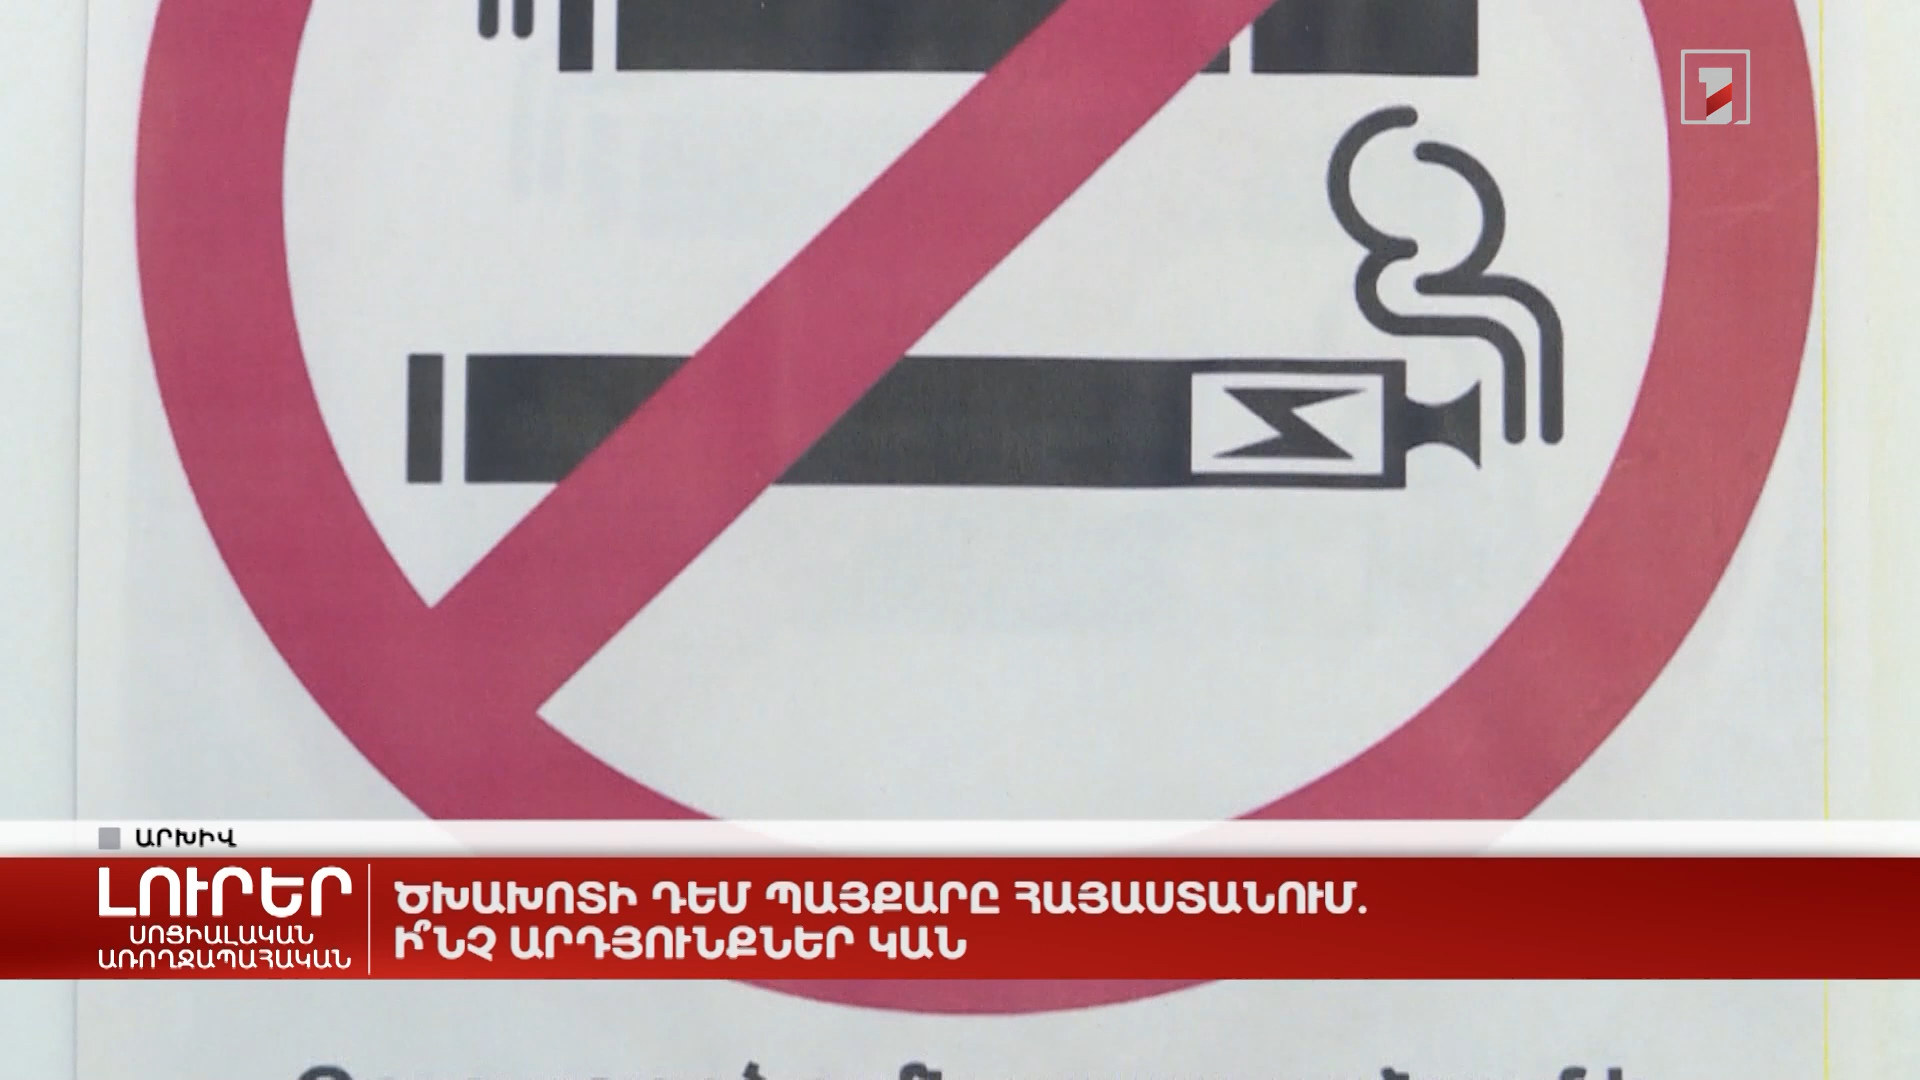 ԱՐԽԻՎ
ԼՈՒՐԵՐ
ՍՈՑԻԱԼԱԿԱՆ
ԱՌՈՂՋԱՊԱՀԱԿԱՆ
ԾԽԱԽՈՏԻ ԴԵՄ ՊԱՅՔԱՐԸ ՀԱՅԱՍՏԱՆՈՒՄ.
Ի՞ՆՉ ԱՐԴՅՈՒՆՔՆԵՐ ԿԱՆ